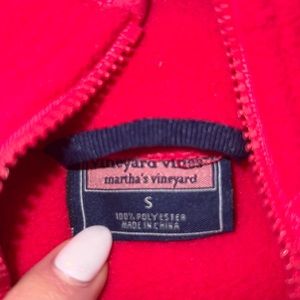 vineyard vines
martha's vineyard
S
100% POLYESTER
MADE IN CHINA